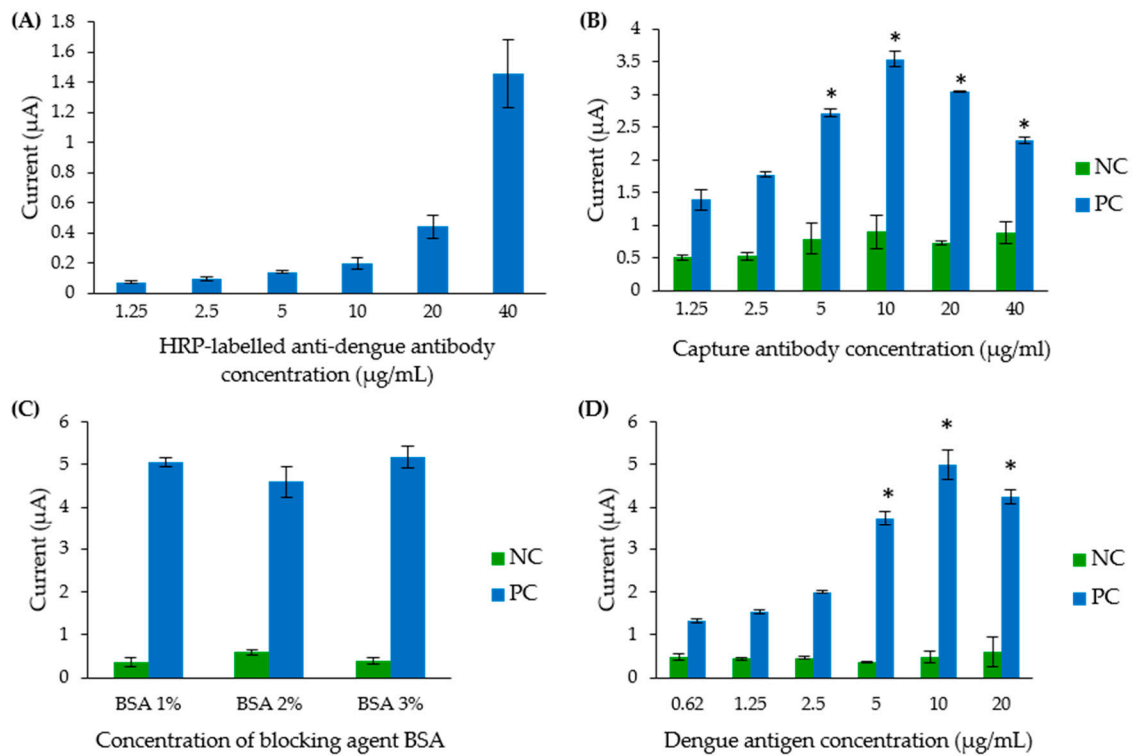 (A)
1.8
1.6
1.4
1.2
1
0.8
0.6
0.4
0.2
0
Current (µA)
1.25 2.5 5 10 20 40
HRP-labelled anti-dengue antibody
concentration (µg/mL)
(B)
4
3.5
3
2.5
2
1.5
1
0.5
0
Current (µA)
* * * *
1.25 2.5 5 10 20 40
Capture antibody concentration (µg/ml)
NC
PC
(C)
6
5
4
3
2
1
0
Current (µA)
BSA 1% BSA 2% BSA 3%
Concentration of blocking agent BSA
NC
PC
(D)
6
5
4
3
2
1
0
Current (µA)
* * *
0.62 1.25 2.5 5 10 20
Dengue antigen concentration (µg/mL)
NC
PC